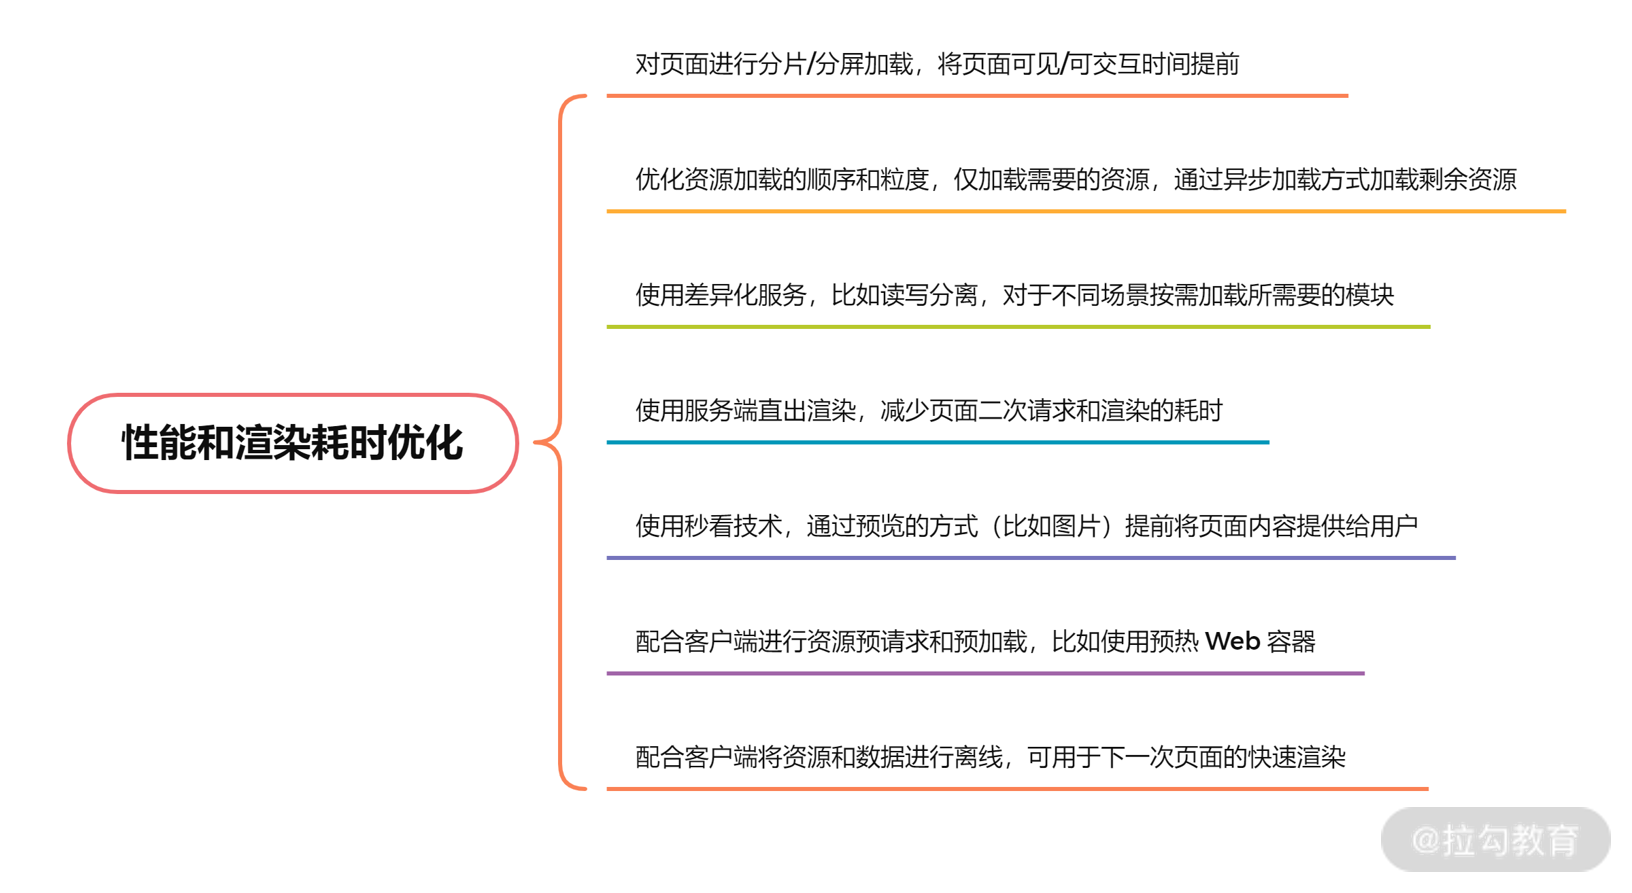 对页面进行分片/分屏加载，将页面可见/可交互时间提前
优化资源加载的顺序和粒度，仅加载需要的资源，通过异步加载方式加载剩余资源
使用差异化服务，比如读写分离，对于不同场景按需加载所需要的模块
使用服务端直出渲染，减少页面二次请求和渲染的耗时
性能和渲染耗时优化
使用秒看技术，通过预览的方式（比如图片）提前将页面内容提供给用户
配合客户端进行资源预请求和预加载，比如使用预热 Web 容器
配合客户端将资源和数据进行离线，可用于下一次页面的快速渲染
@拉勾教育